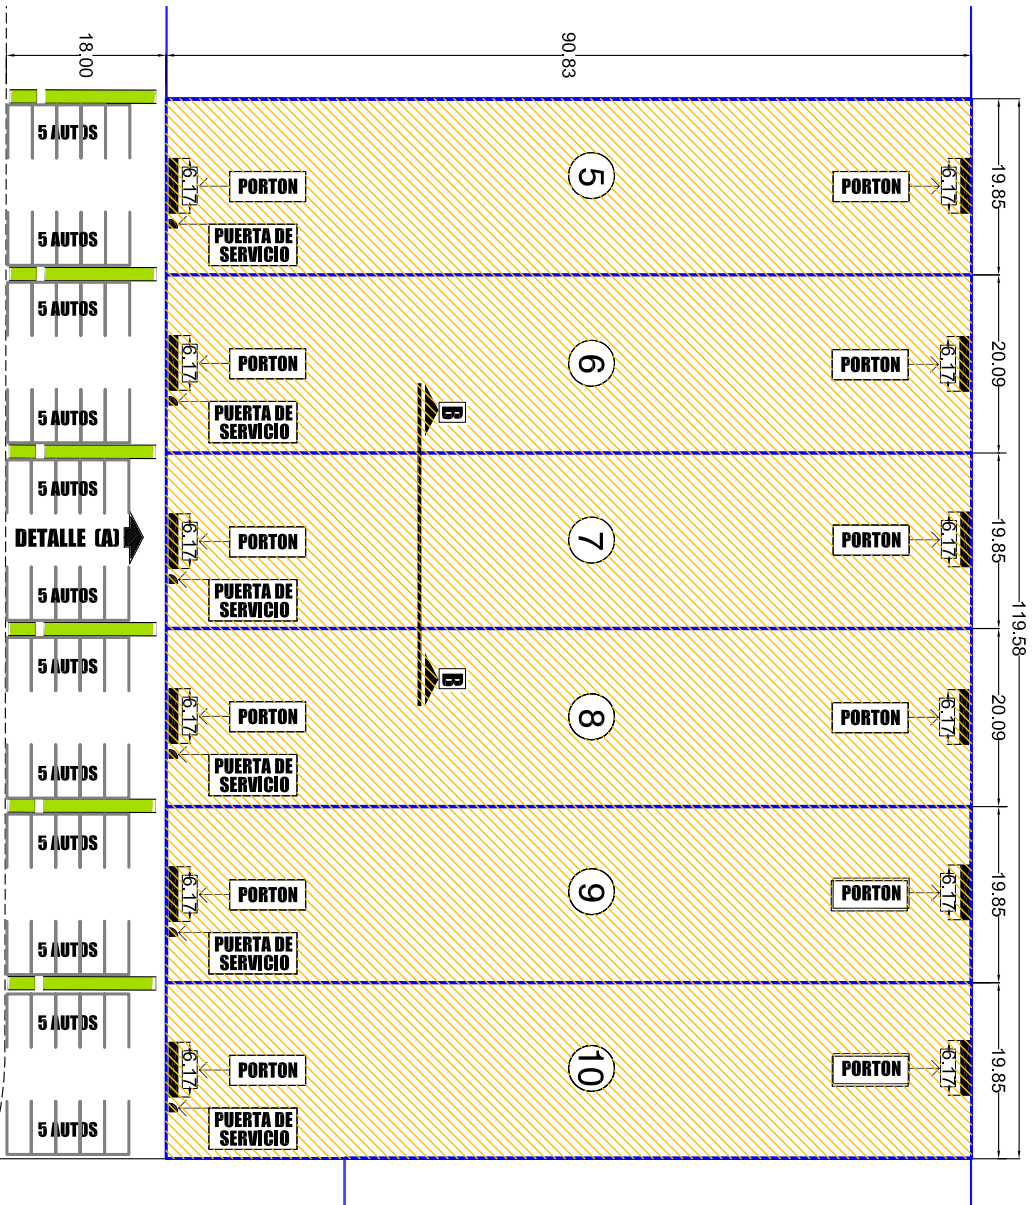 18.00
90.83
119.58
19.85
20.09
19.85
20.09
19.85
19.85
5 AUTOS
6.17
PORTON
5
PORTON
6.17
PUERTA DE
SERVICIO
5 AUTOS
5 AUTOS
6.17
PORTON
6
PORTON
6.17
PUERTA DE
SERVICIO
5 AUTOS
B
5 AUTOS
DETALLE (A)
6.17
PORTON
7
PORTON
6.17
PUERTA DE
SERVICIO
5 AUTOS
B
5 AUTOS
6.17
PORTON
8
PORTON
6.17
PUERTA DE
SERVICIO
5 AUTOS
5 AUTOS
6.17
PORTON
9
PORTON
6.17
PUERTA DE
SERVICIO
5 AUTOS
5 AUTOS
6.17
PORTON
10
PORTON
6.17
PUERTA DE
SERVICIO
5 AUTOS